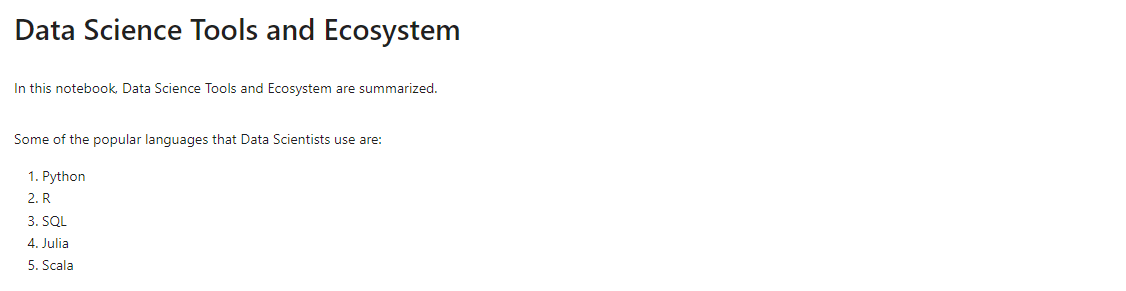 Data Science Tools and Ecosystem
In this notebook, Data Science Tools and Ecosystem are summarized.
Some of the popular languages that Data Scientists use are:
1. Python
2. R
3. SQL
4. Julia
5. Scala